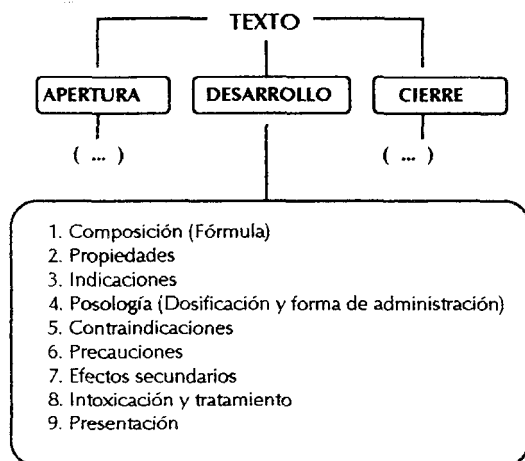 TEXTO
APERTURA DESARROLLO CIERRE
( ... ) ( ... )
1. Composición (Fórmula)
2. Propiedades
3. Indicaciones
4. Posología (Dosificación y forma de administración)
5. Contraindicaciones
6. Precauciones
7. Efectos secundarios
8. Intoxicación y tratamiento
9. Presentación